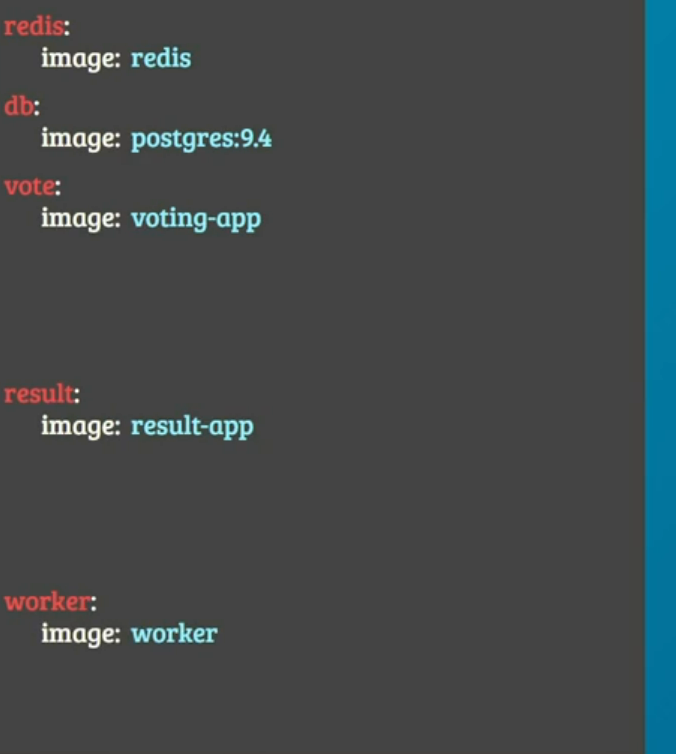 redis:
image: redis
db:
image: postgres:9.4
vote:
image: voting-app
result:
image: result-app
worker:
image: worker